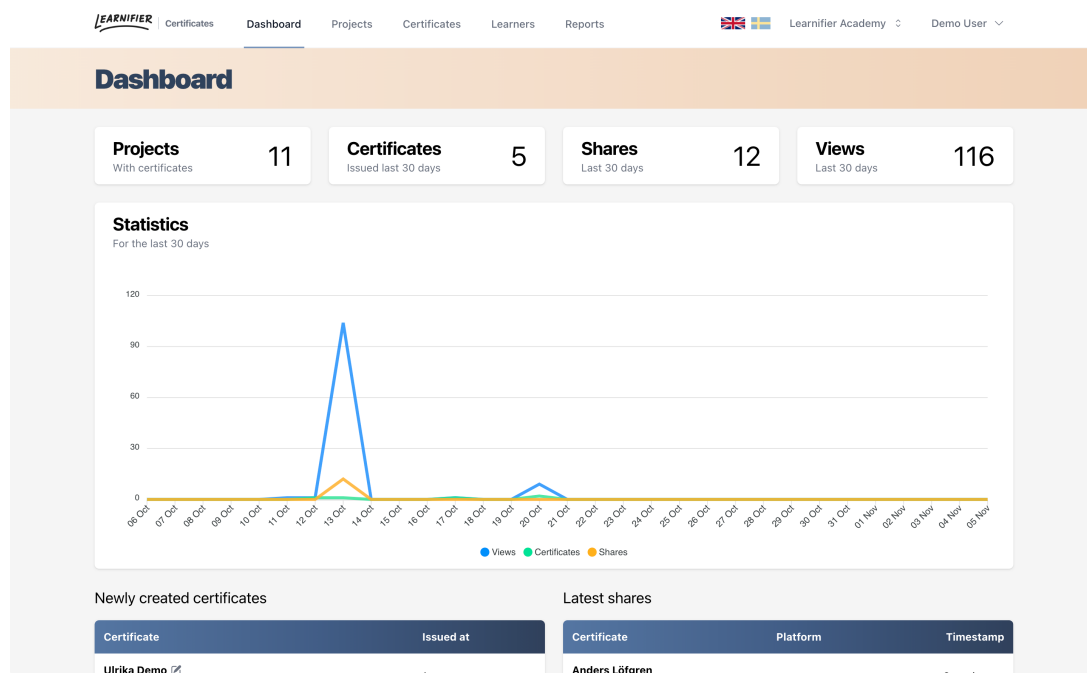 LEARNIFIER Certificates Dashboard Projects Certificates Learners Reports Learnifier Academy Demo User
Dashboard
Projects
With certificates
11
Certificates
Issued last 30 days
5
Shares
Last 30 days
12
Views
Last 30 days
116
Statistics
For the last 30 days
120
90
60
30
0
06 Oct 07 Oct 08 Oct 09 Oct 10 Oct 11 Oct 12 Oct 13 Oct 14 Oct 15 Oct 16 Oct 17 Oct 18 Oct 19 Oct 20 Oct 21 Oct 22 Oct 23 Oct 24 Oct 25 Oct 26 Oct 27 Oct 28 Oct 29 Oct 30 Oct 31 Oct 01 Nov 02 Nov 03 Nov 04 Nov 05 Nov
Views Certificates Shares
Newly created certificates
Certificate Issued at
Ulrika Demo
Latest shares
Certificate Platform Timestamp
Anders Löfgren